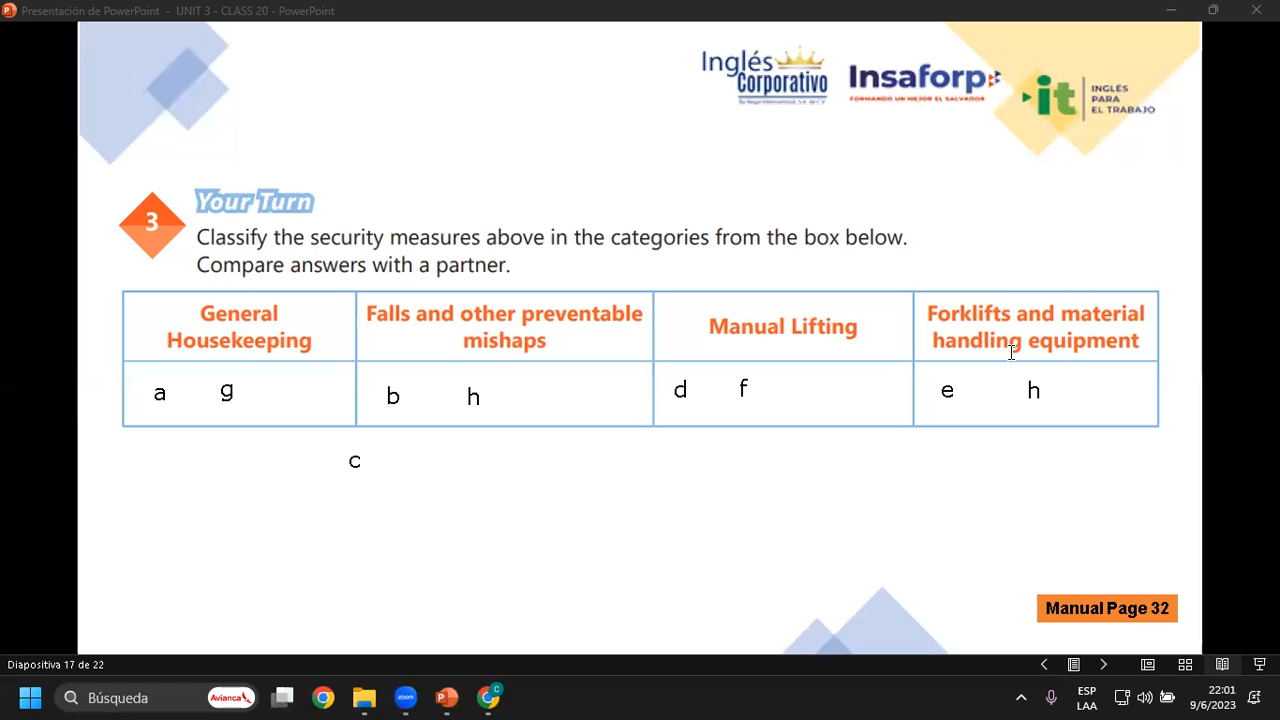 Presentación de PowerPoint - UNIT 3 - CLASS 20 - PowerPoint
Inglés
Corporativo
Insaforp
FORMANDO UN MEJOR EL SALVADOR
it
INGLÉS
PARA
EL TRABAJO
3
Your Turn
Classify the security measures above in the categories from the box below.
Compare answers with a partner.
General
Housekeeping
Falls and other preventable
mishaps
Manual Lifting
Forklifts and material
handling equipment
a g
b h
d f
e h
c
Manual Page 32
Diapositiva 17 de 22
Búsqueda
Avianca
zoom
C
ESP
LAA
22:01
9/6/2023